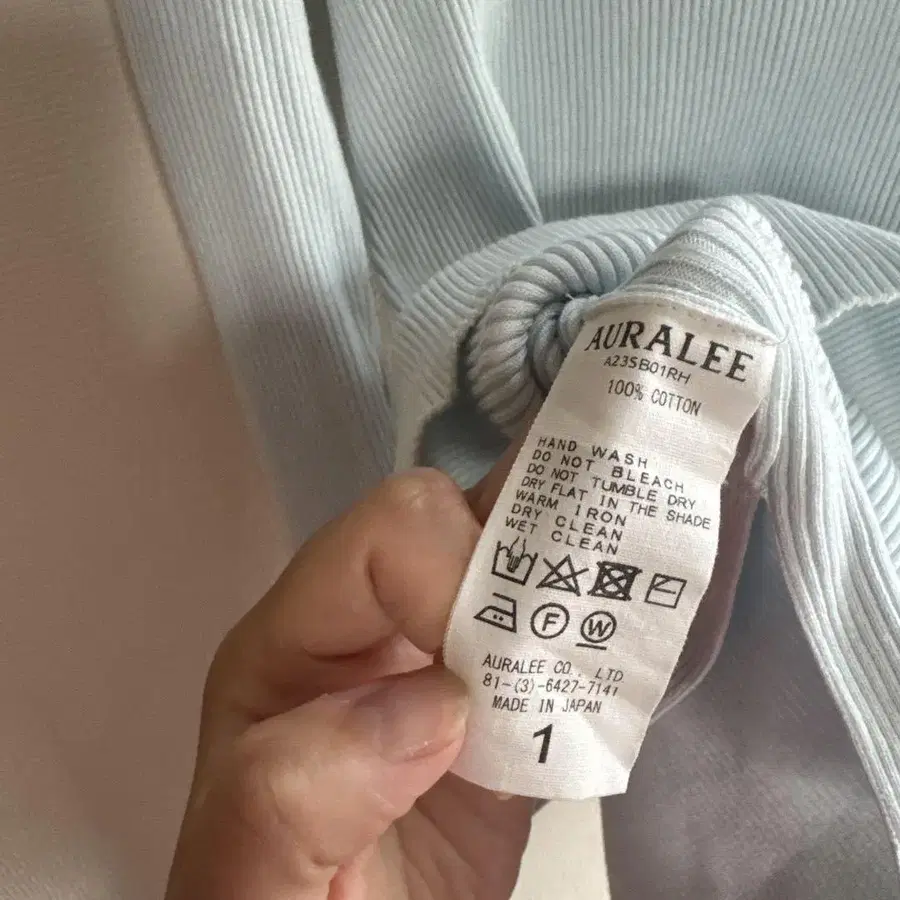 AURALEE
A23SB01RH
100% COTTON
HAND WASH
DO NOT BLEACH
DO NOT TUMBLE DRY
DRY FLAT IN THE SHADE
WARM IRON
DRY CLEAN
WET CLEAN
F
W
AURALEE CO., LTD
81-(3)-6427-7141
MADE IN JAPAN
1